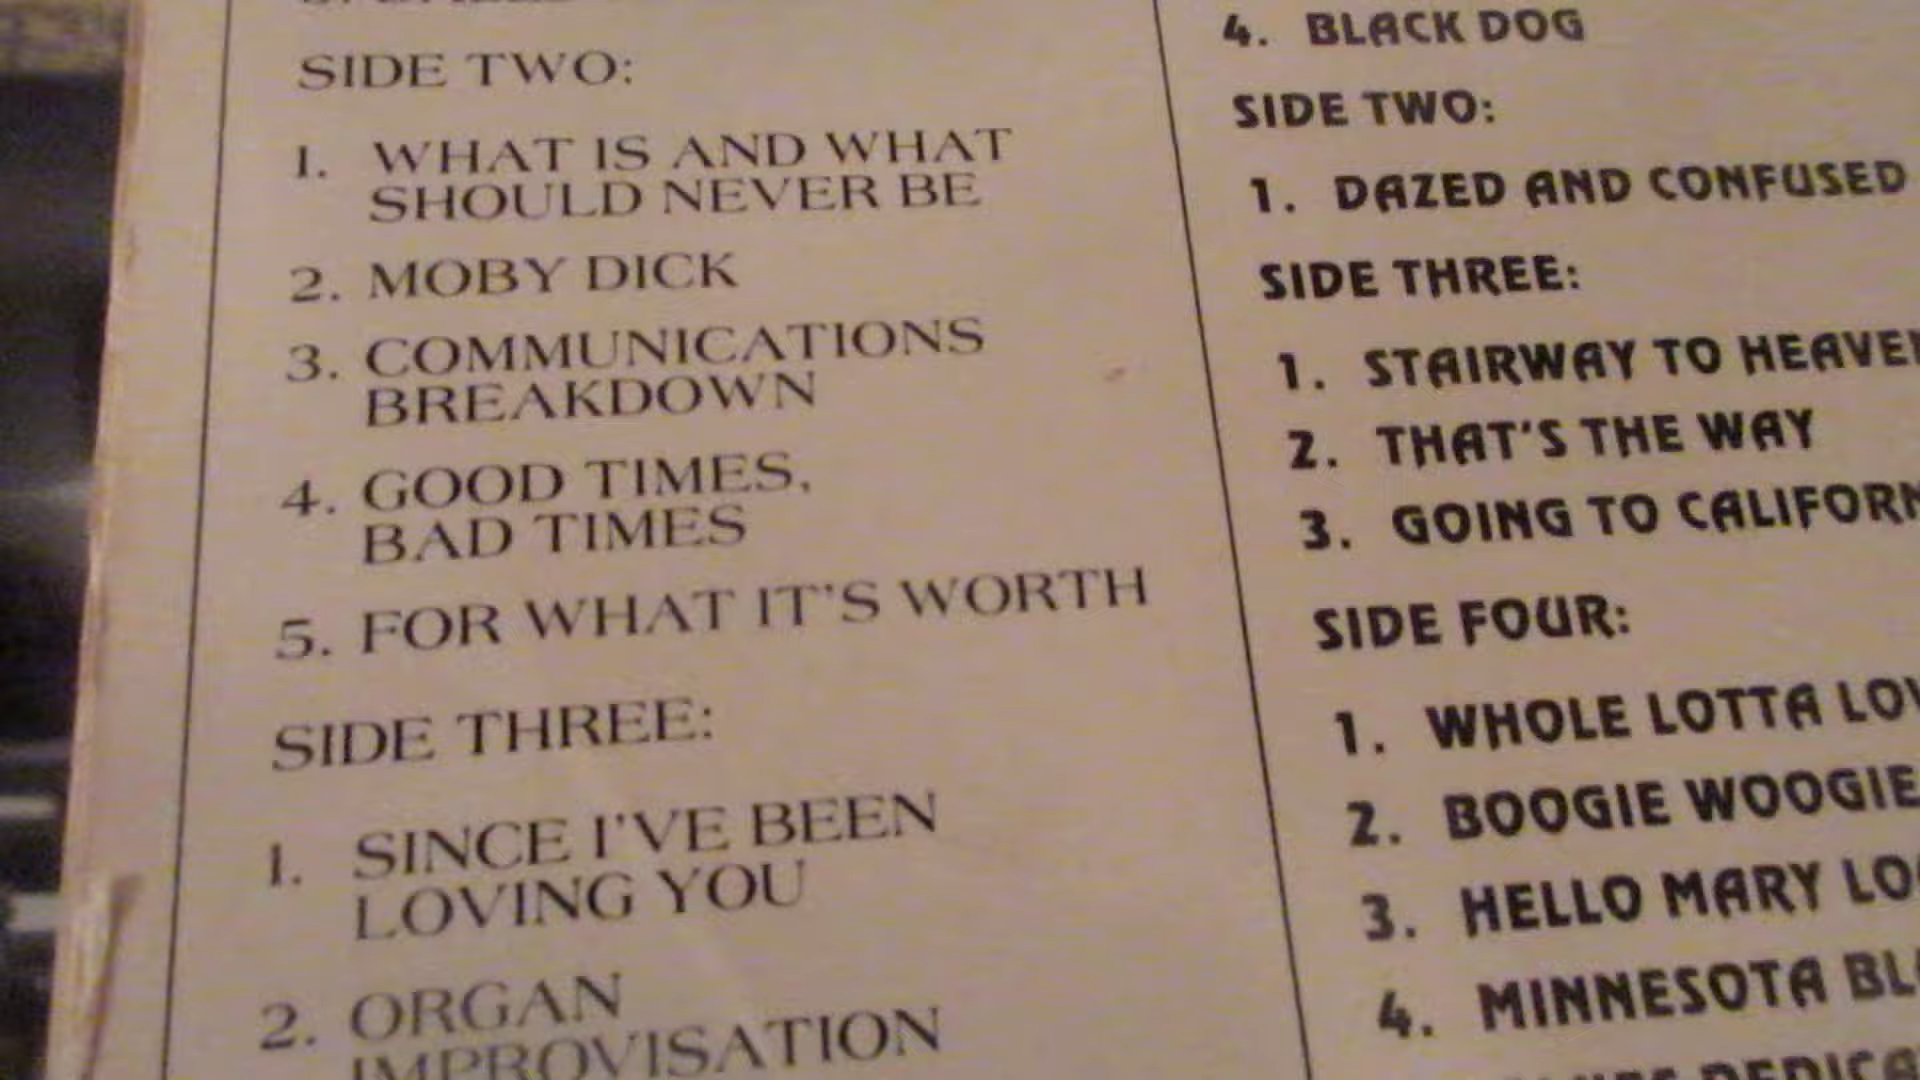 SIDE TWO:
1. WHAT IS AND WHAT
SHOULD NEVER BE
2. MOBY DICK
3. COMMUNICATIONS
BREAKDOWN
4. GOOD TIMES,
BAD TIMES
5. FOR WHAT IT'S WORTH
SIDE THREE:
1. SINCE I'VE BEEN
LOVING YOU
2. ORGAN
IMPROVISATION
4. BLACK DOG
SIDE TWO:
1. DAZED AND CONFUSED
SIDE THREE:
1. STAIRWAY TO
2. THAT'S THE WAY
3. GOING TO
SIDE FOUR:
1. WHOLE LOTTA
2. BOOGIE WOOGIE
3. HELLO MARY
4. MINNESOTA